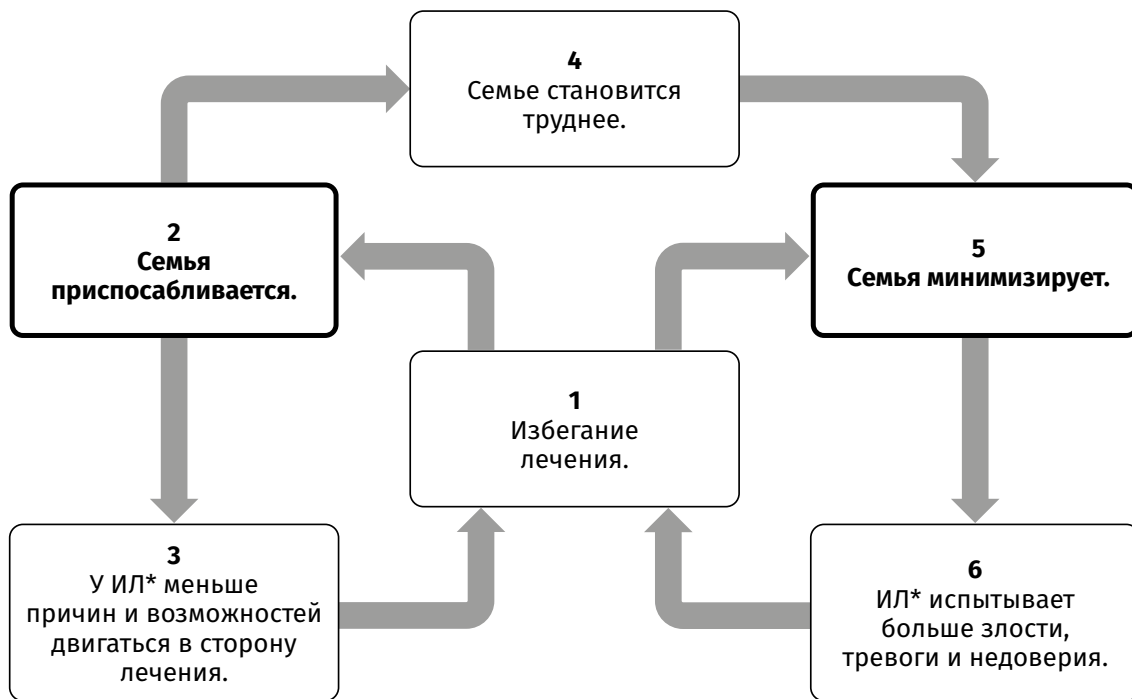 4
Семье становится
труднее.
2
Семья
приспосабливается.
5
Семья минимизирует.
1
Избегание
лечения.
3
У ИЛ* меньше
причин и возможностей
двигаться в сторону
лечения.
6
ИЛ* испытывает
больше злости,
тревоги и недоверия.